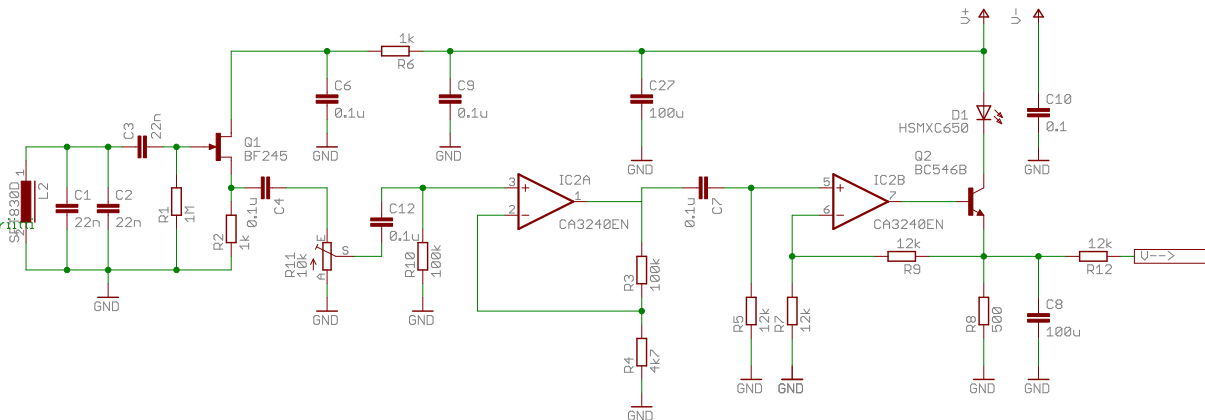 V+
V-
1k
R6
C6
0.1u
GND
C9
0.1u
GND
C27
100u
GND
D1
HSMXC650
C10
0.1
GND
C3
22n
Q1
BF245
1
L2
2
C1
22n
C2
22n
GND
R1
1M
R2
1k
0.1u
C4
R11
10k
E
S
A
GND
C12
0.1u
R10
100k
GND
3
2
1
+
-
IC2A
CA3240EN
R3
100k
R4
4k7
GND
0.1u
C7
R5
12k
GND
R7
12k
GND
5
6
7
+
-
IC2B
CA3240EN
Q2
BC546B
12k
R9
R8
500
GND
C8
100u
GND
12k
R12
V-->